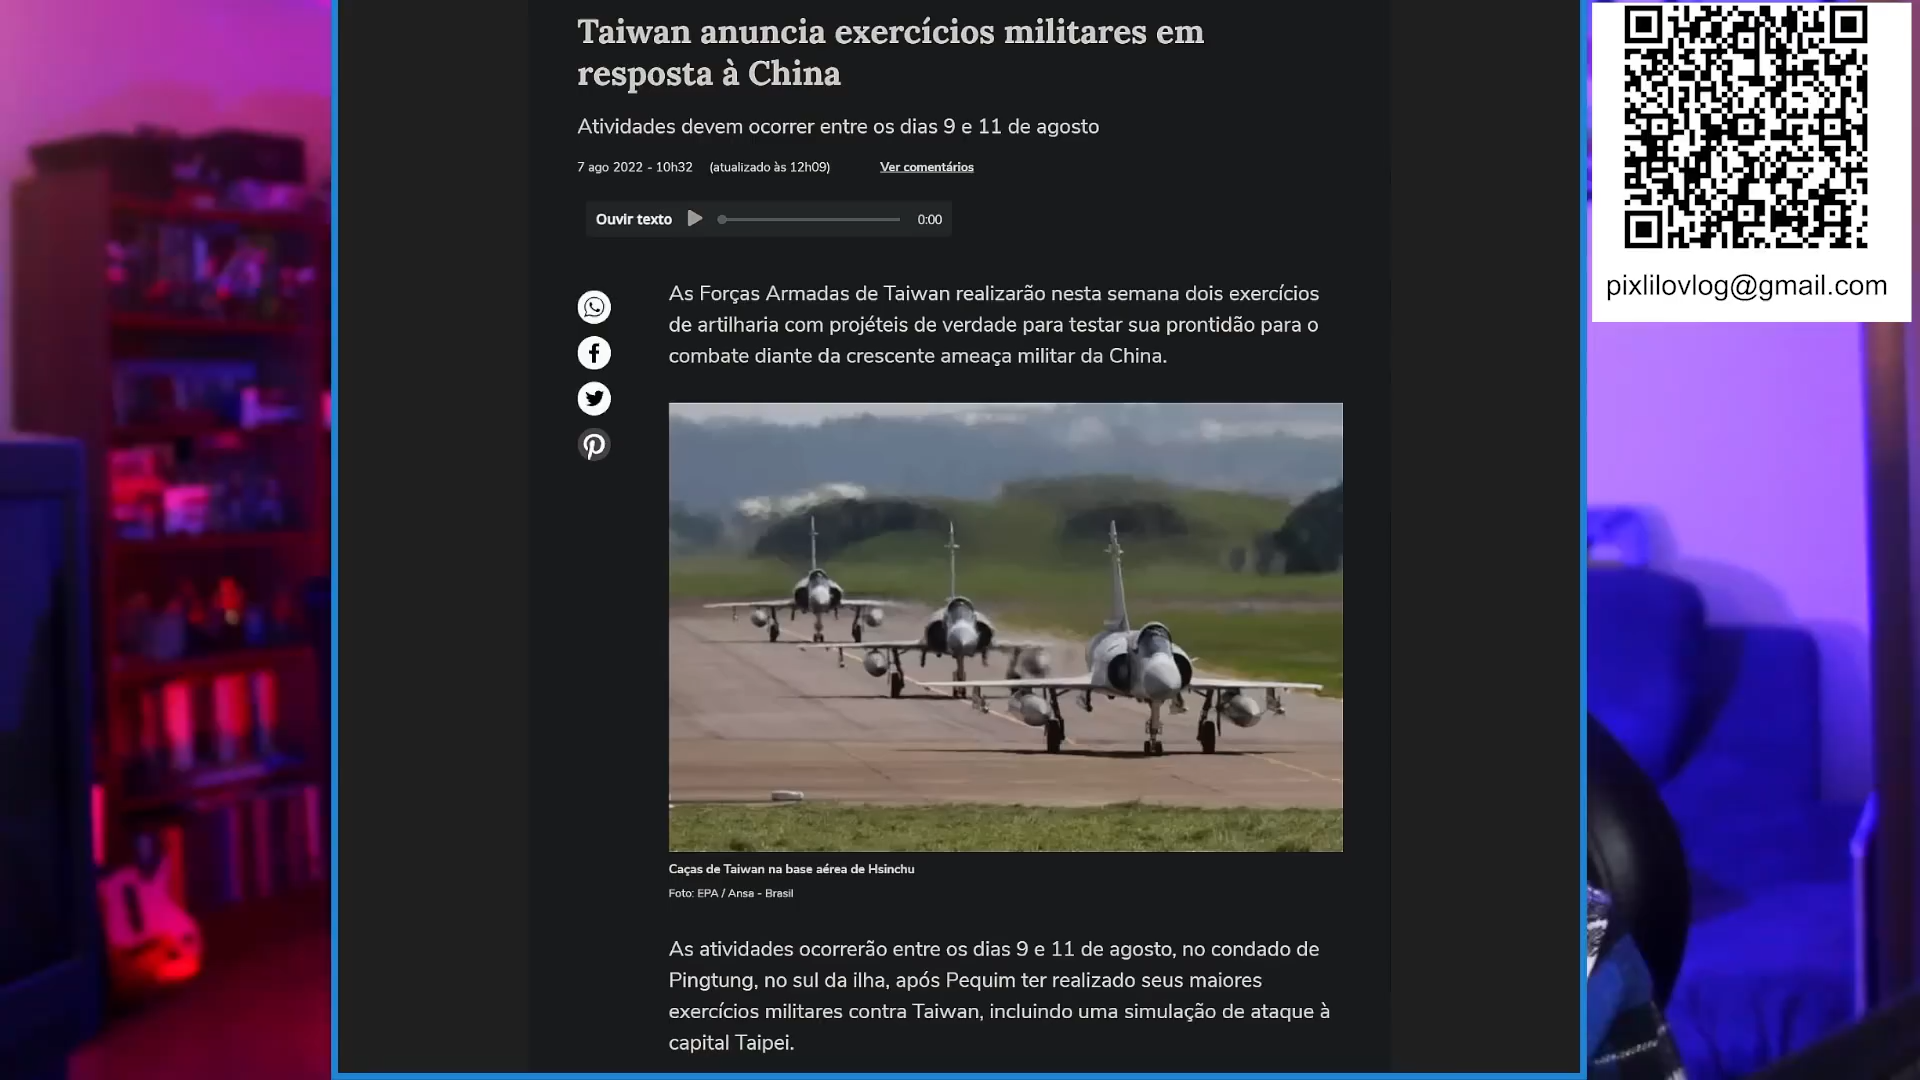 Taiwan anuncia exercícios militares em
resposta à China
Atividades devem ocorrer entre os dias 9 e 11 de agosto
7 ago 2022 - 10h32 (atualizado às 12h09) Ver comentários
Ouvir texto 0:00
As Forças Armadas de Taiwan realizarão nesta semana dois exercícios
de artilharia com projéteis de verdade para testar sua prontidão para o
combate diante da crescente ameaça militar da China.
Caças de Taiwan na base aérea de Hsinchu
Foto: EPA / Ansa - Brasil
As atividades ocorrerão entre os dias 9 e 11 de agosto, no condado de
Pingtung, no sul da ilha, após Pequim ter realizado seus maiores
exercícios militares contra Taiwan, incluindo uma simulação de ataque à
capital Taipei.
pixlilovlog@gmail.com